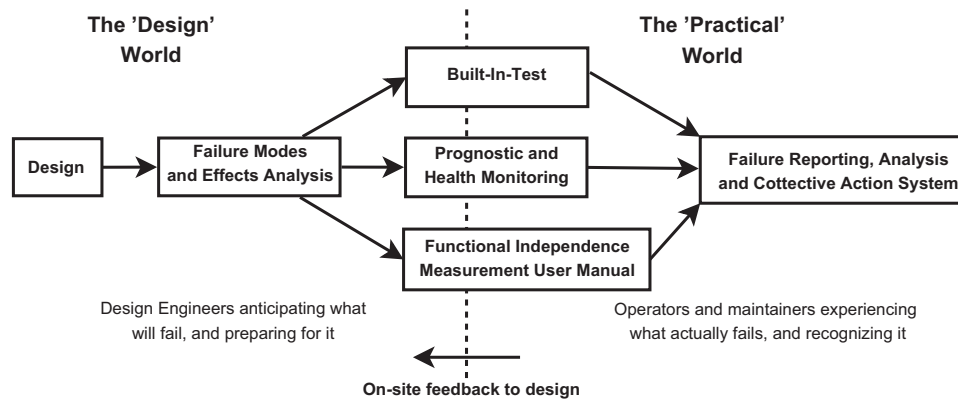 The 'Design'
World
The 'Practical'
World
Built-In-Test
Design
Failure Modes
and Effects Analysis
Prognostic and
Health Monitoring
Failure Reporting, Analysis
and Cottective Action System
Functional Independence
Measurement User Manual
Design Engineers anticipating what
will fail, and preparing for it
Operators and maintainers experiencing
what actually fails, and recognizing it
On-site feedback to design